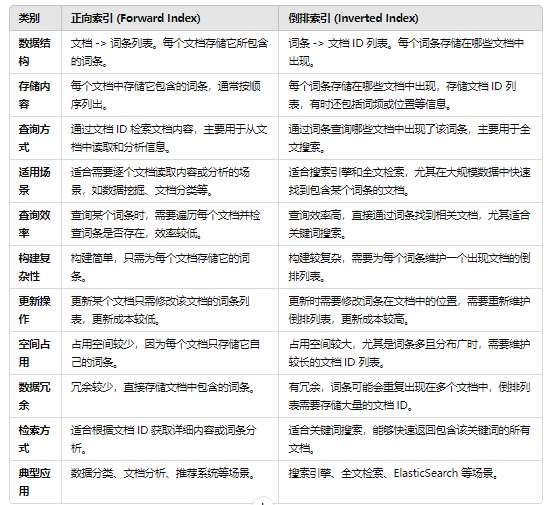 类别 正向索引 (Forward Index) 倒排索引 (Inverted Index)
数据结 文档 -> 词条列表。每个文档存储它所包含 词条 -> 文档 ID 列表。每个词条存储在哪些文档中
构 的词条。 出现。
存储内 每个文档中存储它包含的词条，通常按顺 每个词条存储在哪些文档中出现，存储文档 ID 列
容 序列出。 表，有时还包括词频或位置等信息。
查询方 通过文档 ID 检索文档内容，主要用于从文 通过词条查询哪些文档中出现了该词条，主要用于全
式 档中读取和分析信息。 文搜索。
适用场 适合需要逐个文档读取内容或分析的场 适合搜索引擎和全文检索，尤其在大规模数据中快速
景 景，如数据挖掘、文档分类等。 找到包含某个词条的文档。
查询效 查询某个词条时，需要遍历每个文档并检 查询效率高，直接通过词条找到相关文档，尤其适合
率 查词条是否存在，效率较低。 关键词搜索。
构建复 构建简单，只需为每个文档存储它的词 构建较复杂，需要为每个词条维护一个出现文档的倒
杂性 条。 排列表。
更新操 更新某个文档只需修改该文档的词条列 更新时需要修改词条在文档中的位置，需要重新维护
作 表，更新成本较低。 倒排列表，更新成本较高。
空间占 占用空间较少，因为每个文档只存储它自 占用空间较大，尤其是词条多且分布广时，需要维护
用 己的词条。 较长的文档 ID 列表。
数据冗 冗余较少，直接存储文档中包含的词条。 有冗余，词条可能会重复出现在多个文档中，倒排列
余 表需要存储大量的文档 ID。
检索方 适合根据文档 ID 获取详细内容或词条分 适合关键词搜索，能够快速返回包含该关键词的所有
式 析。 文档。
典型应 数据分类、文档分析、推荐系统等场景。 搜索引擎、全文检索、ElasticSearch 等场景。
用